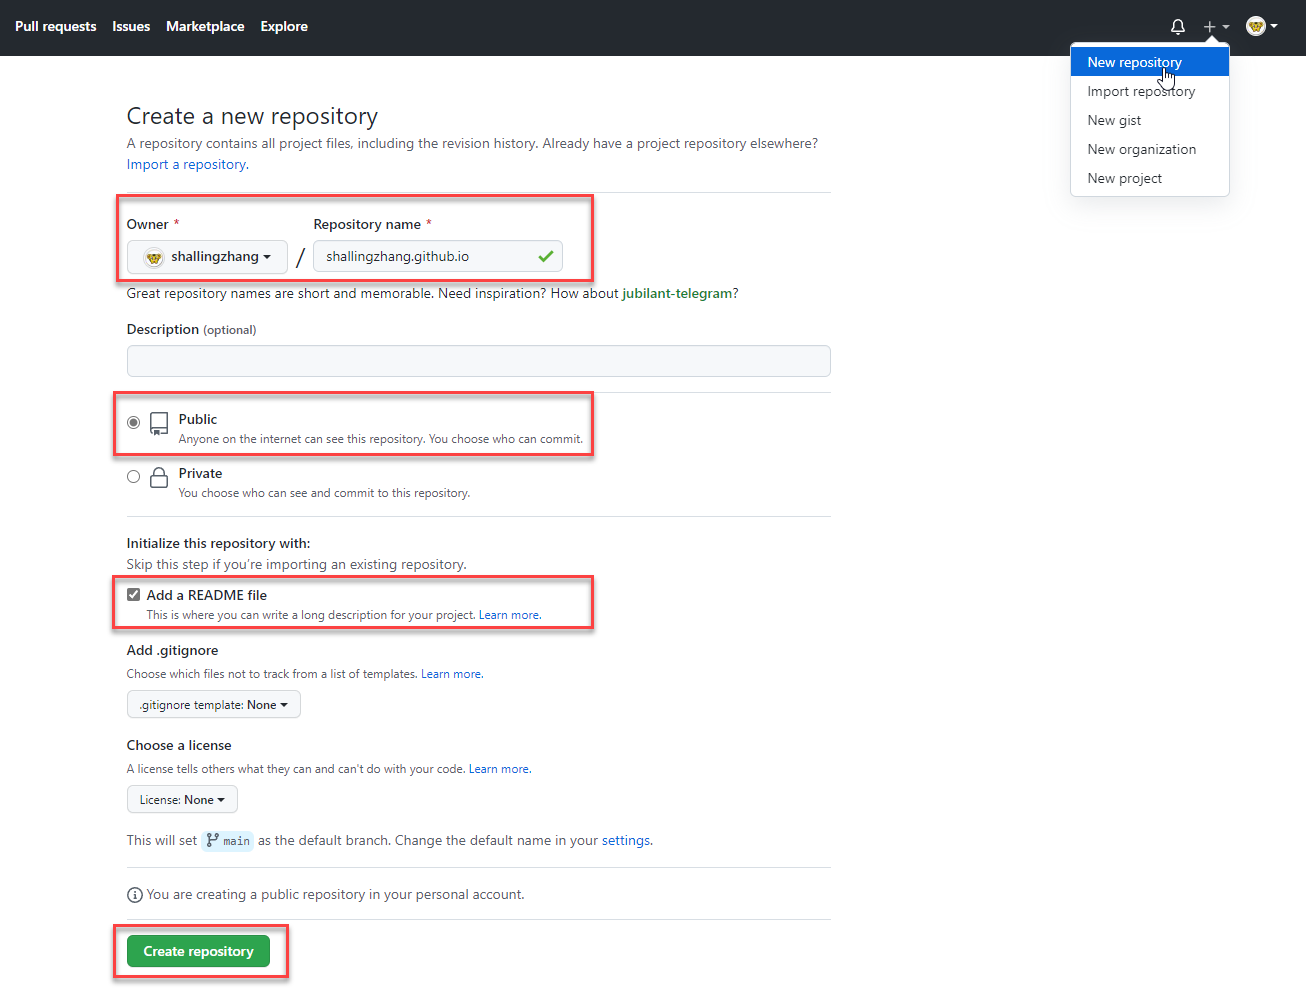 Pull requests Issues Marketplace Explore
New repository
Import repository
New gist
New organization
New project
Create a new repository
A repository contains all project files, including the revision history. Already have a project repository elsewhere?
Import a repository.
Owner * Repository name *
shallingzhang / shallingzhang.github.io
Great repository names are short and memorable. Need inspiration? How about jubilant-telegram?
Description (optional)
Public
Anyone on the internet can see this repository. You choose who can commit.
Private
You choose who can see and commit to this repository.
Initialize this repository with:
Skip this step if you're importing an existing repository.
Add a README file
This is where you can write a long description for your project. Learn more.
Add .gitignore
Choose which files not to track from a list of templates. Learn more.
.gitignore template: None
Choose a license
A license tells others what they can and can't do with your code. Learn more.
License: None
This will set main as the default branch. Change the default name in your settings.
You are creating a public repository in your personal account.
Create repository